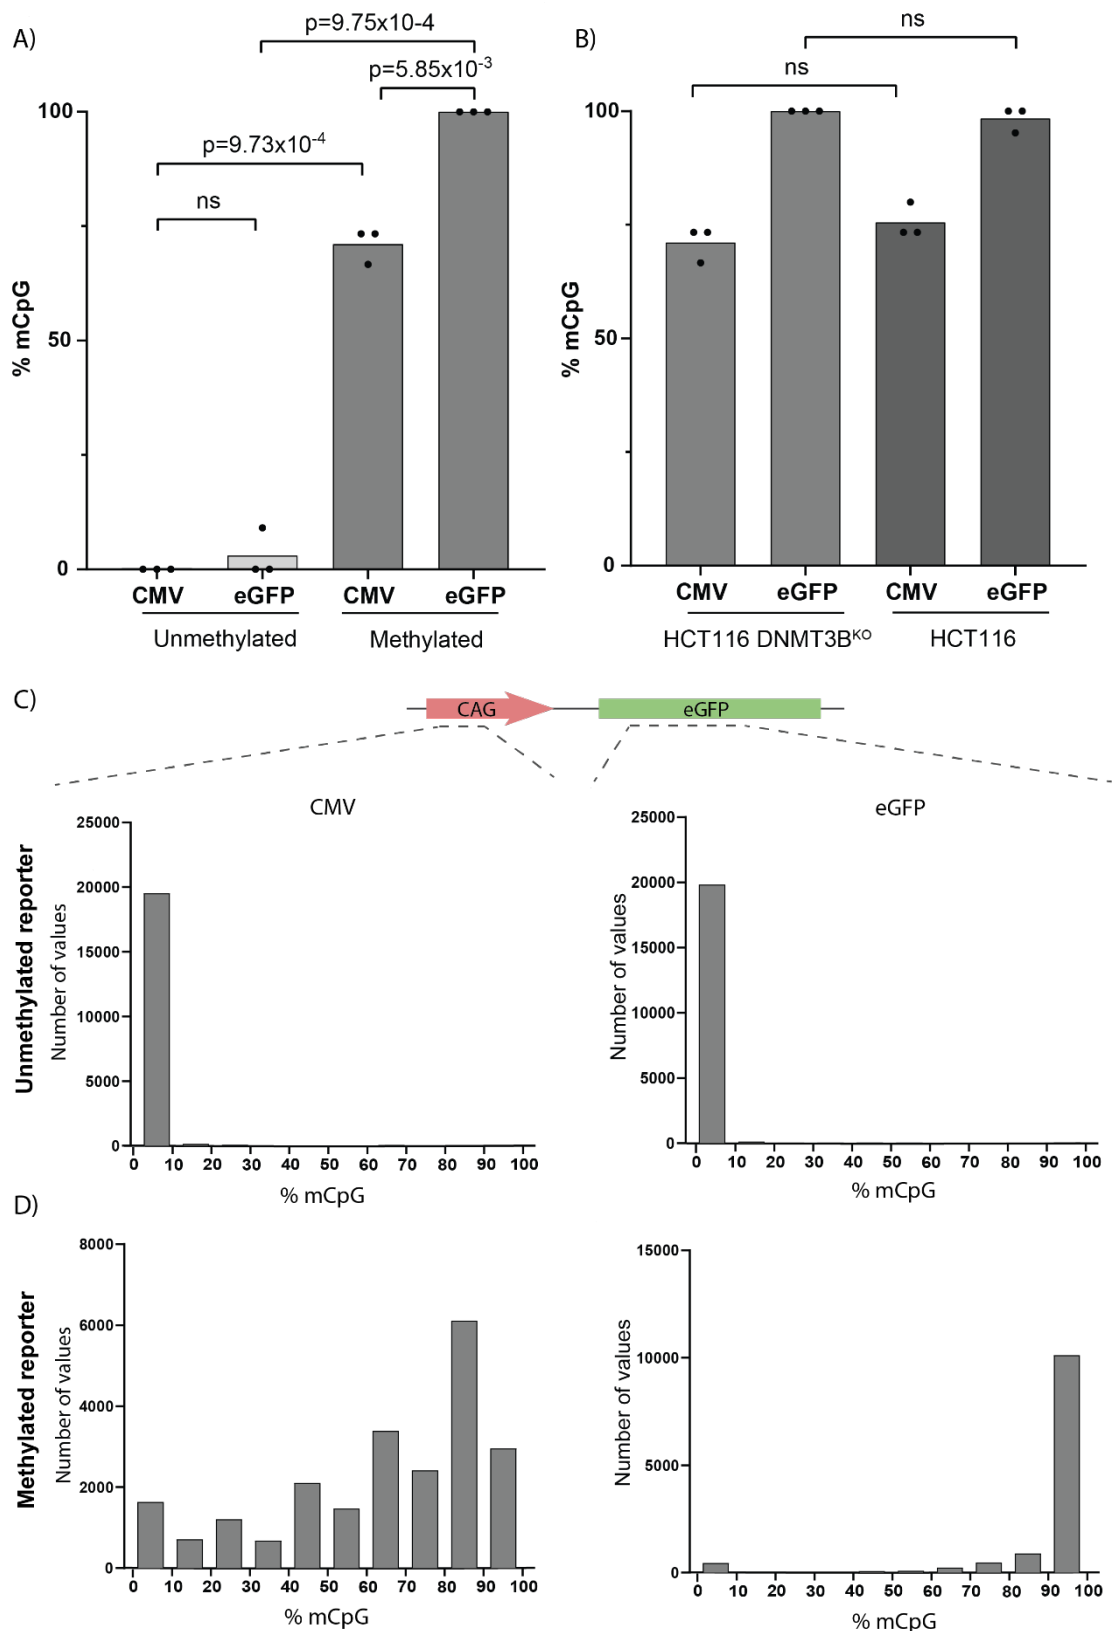 A)
p=9.75x10-4
p=5.85x10-3
p=9.73x10-4
ns
% mCpG
100
50
0
CMV
eGFP
CMV
eGFP
Unmethylated
Methylated
B)
ns
ns
% mCpG
100
50
0
CMV
eGFP
CMV
eGFP
HCT116 DNMT3BKO
HCT116
C)
CAG
eGFP
Unmethylated reporter
CMV
Number of values
25000
20000
15000
10000
5000
0
0 10 20 30 40 50 60 70 80 90 100
% mCpG
eGFP
Number of values
25000
20000
15000
10000
5000
0
0 10 20 30 40 50 60 70 80 90 100
% mCpG
D)
Methylated reporter
Number of values
8000
6000
4000
2000
0
0 10 20 30 40 50 60 70 80 90 100
% mCpG
Number of values
15000
10000
5000
0
0 10 20 30 40 50 60 70 80 90 100
% mCpG